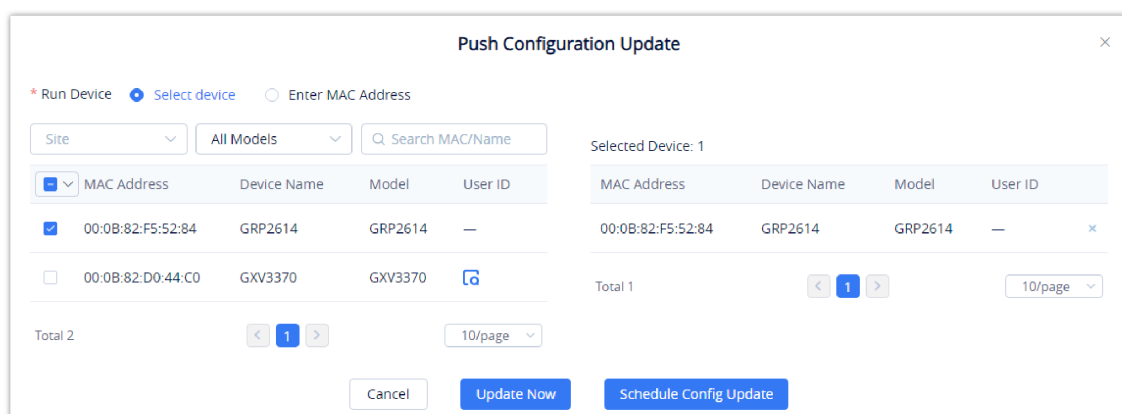 Push Configuration Update
* Run Device Select device Enter MAC Address
Site All Models Search MAC/Name
Selected Device: 1
MAC Address Device Name Model User ID
MAC Address Device Name Model User ID
00:0B:82:F5:52:84 GRP2614 GRP2614 —
00:0B:82:F5:52:84 GRP2614 GRP2614 —
00:0B:82:D0:44:C0 GXV3370 GXV3370
Total 1 < 1 > 10/page
Total 2 < 1 > 10/page
Cancel Update Now Schedule Config Update